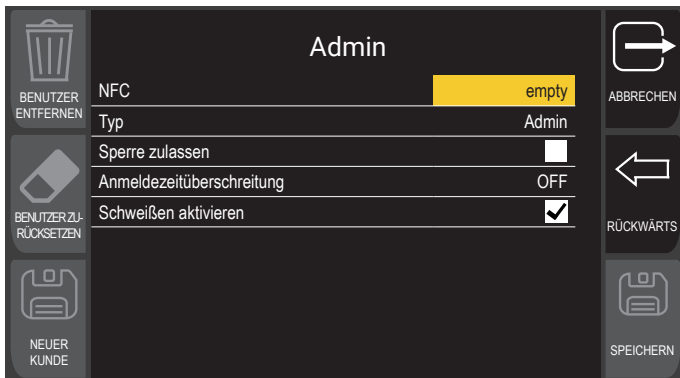 Admin
BENUTZER
ENTFERNEN
NFC empty
ABBRECHEN
Typ Admin
Sperre zulassen
Anmeldezeitüberschreitung OFF
Schweißen aktivieren
BENUTZER ZU-
RÜCKSETZEN
RÜCKWÄRTS
NEUER
KUNDE
SPEICHERN